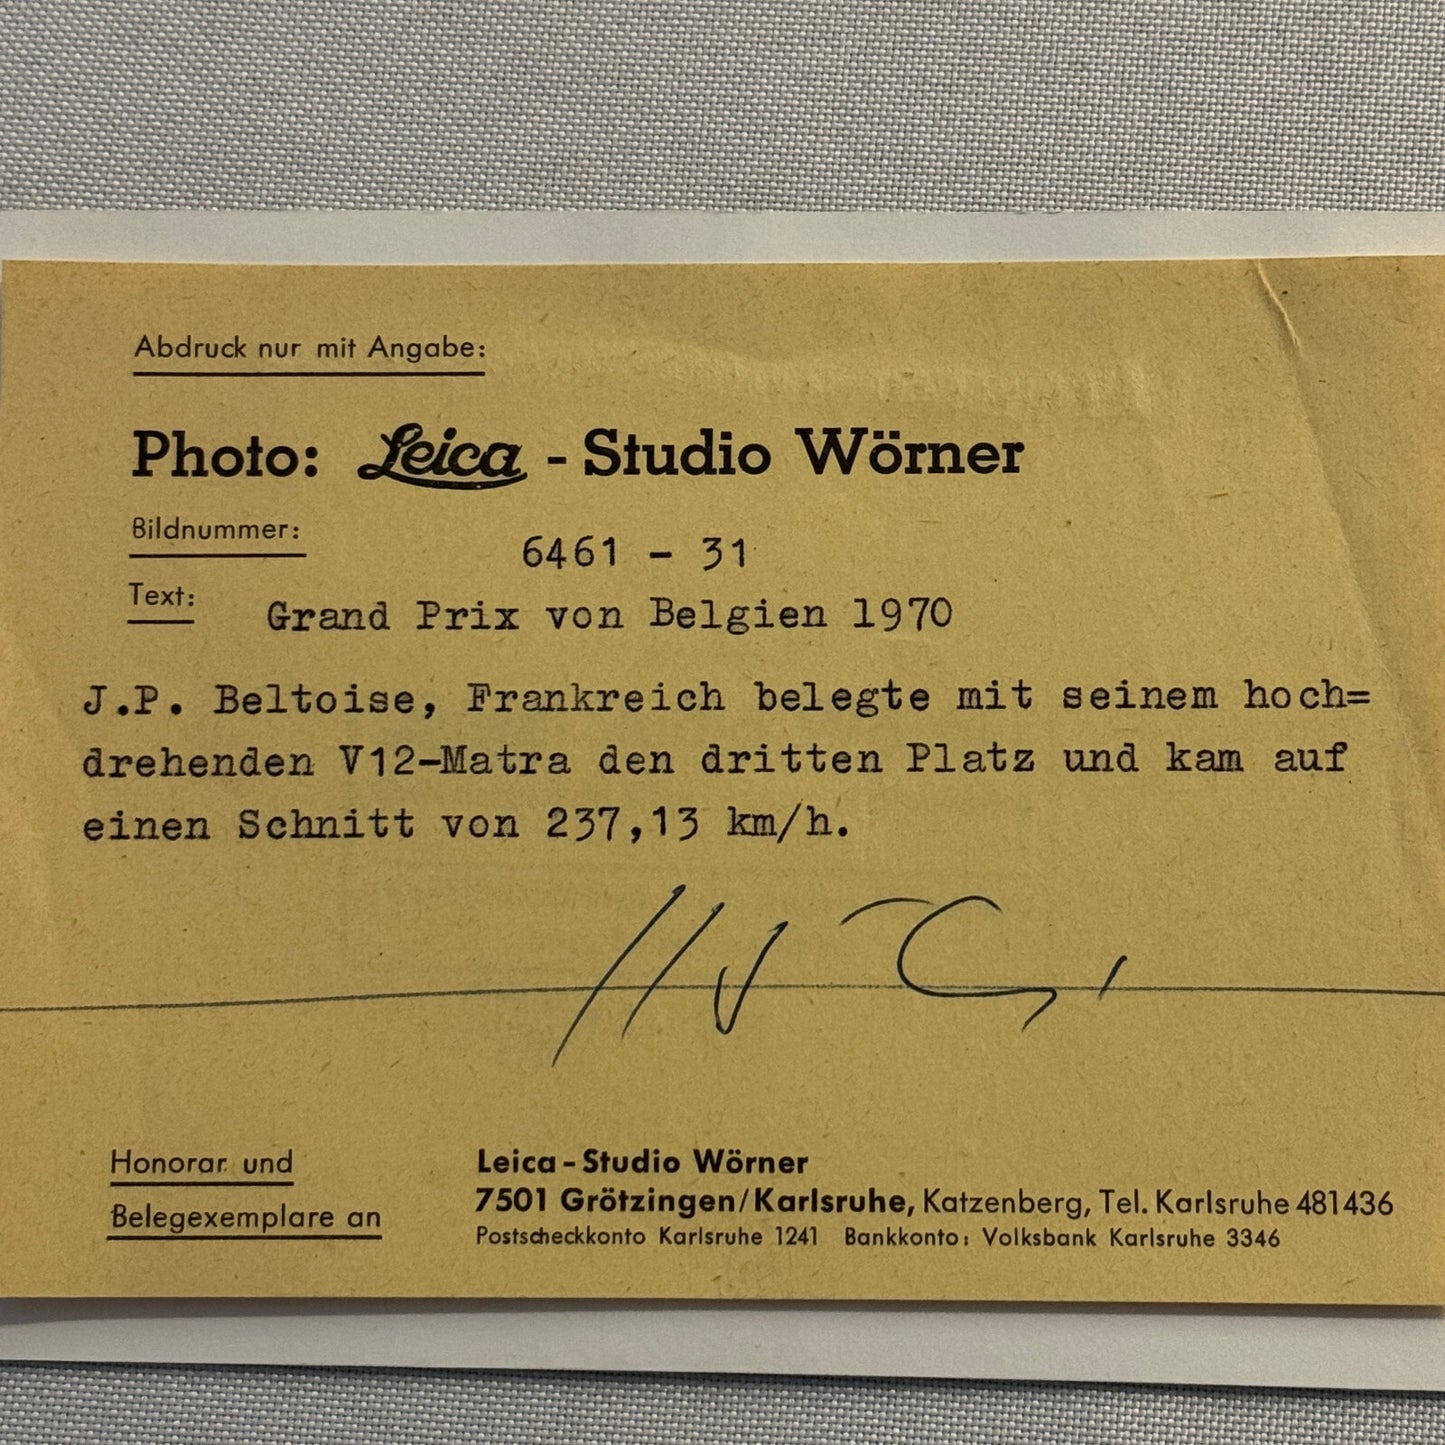 Abdruck nur mit Angabe:
Photo: Leica - Studio Wörner
Bildnummer:
6461 - 31
Text:
Grand Prix von Belgien 1970
J.P. Beltoise, Frankreich belegte mit seinem hoch=
drehenden V12-Matra den dritten Platz und kam auf
einen Schnitt von 237,13 km/h.
Honorar und
Belegexemplare an
Leica-Studio Wörner
7501 Grötzingen/Karlsruhe, Katzenberg, Tel. Karlsruhe 481436
Postscheckkonto Karlsruhe 1241 Bankkonto: Volksbank Karlsruhe 3346